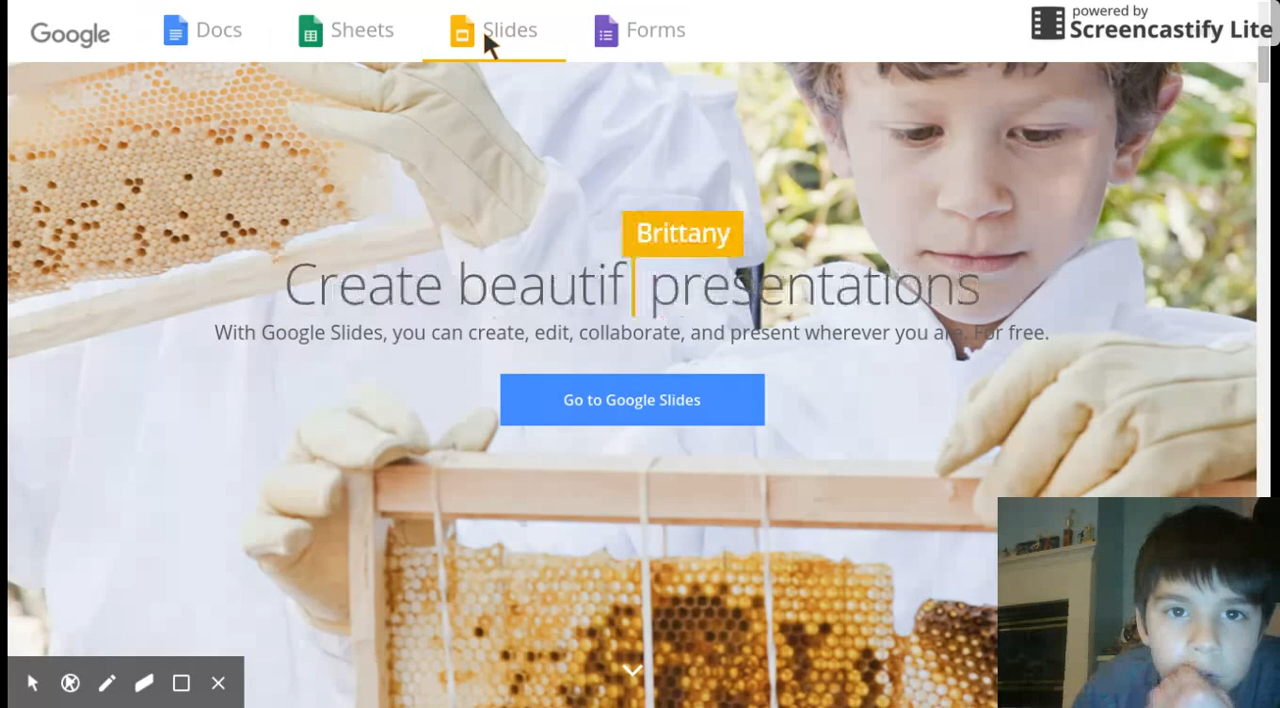 Google Docs Sheets Slides Forms
powered by
Screencastify Lite
Brittany
Create beautif presentations
With Google Slides, you can create, edit, collaborate, and present wherever you are. For free.
Go to Google Slides